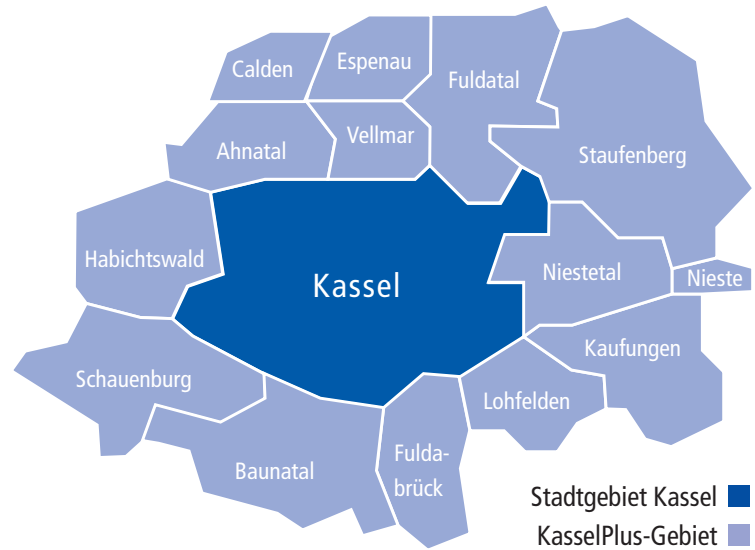 Espenau
Calden
Fuldatal
Vellmar
Ahnatal
Staufenberg
Habichtswald
Niestetal
Nieste
Kassel
Kaufungen
Schauenburg
Lohfelden
Fulda-
brück
Baunatal
Stadtgebiet Kassel
KasselPlus-Gebiet